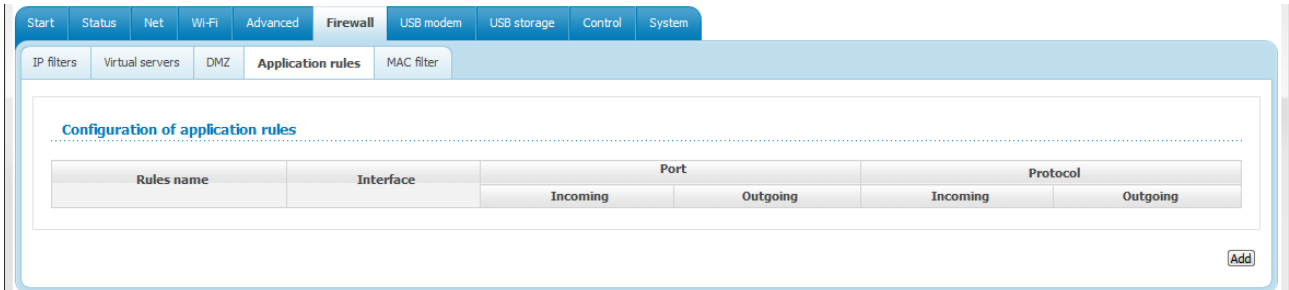 Start Status Net Wi-Fi Advanced Firewall USB modem USB storage Control System
IP filters Virtual servers DMZ Application rules MAC filter
Configuration of application rules
Rules name Interface Port Protocol
Incoming Outgoing Incoming Outgoing
Add